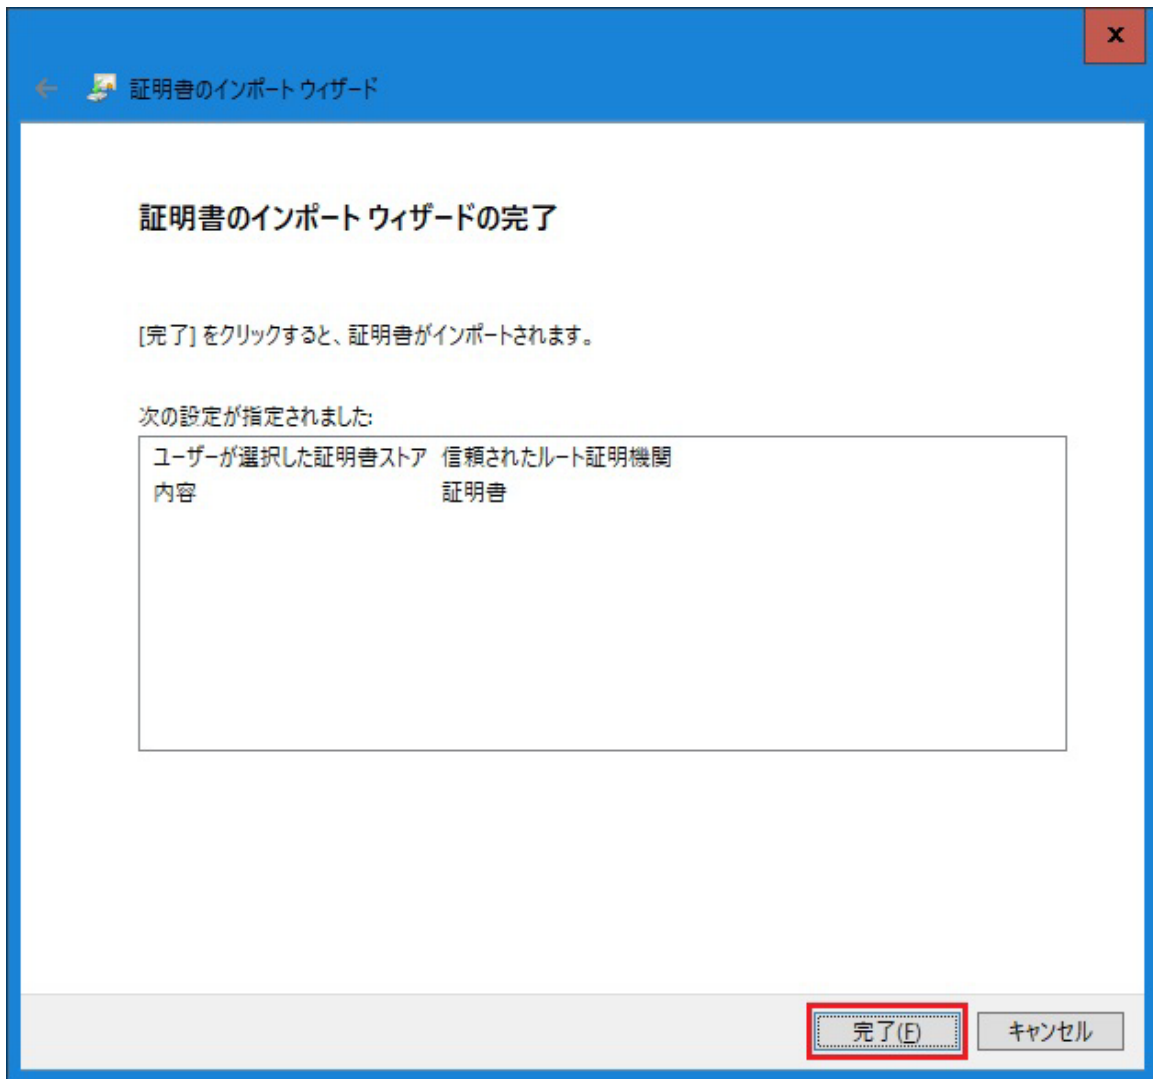 x
証明書のインポート ウィザード
証明書のインポート ウィザードの完了
[完了] をクリックすると、証明書がインポートされます。
次の設定が指定されました:
ユーザーが選択した証明書ストア 信頼されたルート証明機関
内容 証明書
完了(F) キャンセル